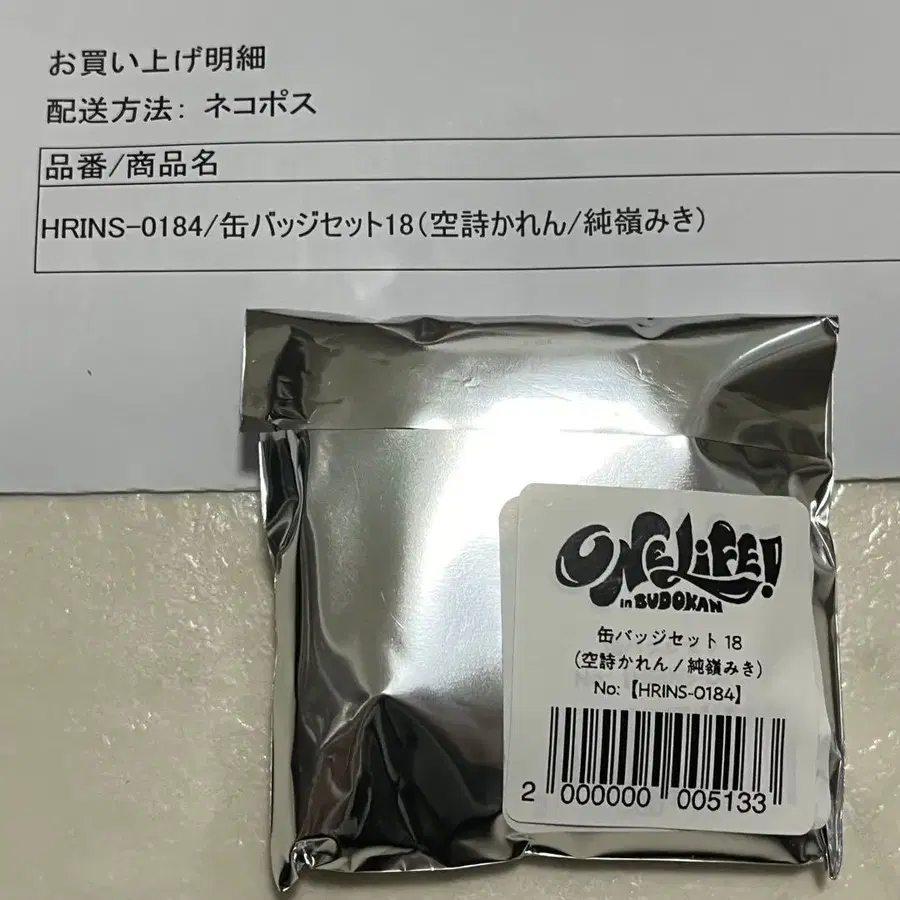 お買い上げ明細
配送方法: ネコポス
品番/商品名
HRINS-0184/缶バッジセット18(空詩かれん/純嶺みき)
ONE LIFE!
in BUDOKAN
缶バッジセット 18
(空詩かれん / 純嶺みき)
No:【HRINS-0184】
2 000000 005133